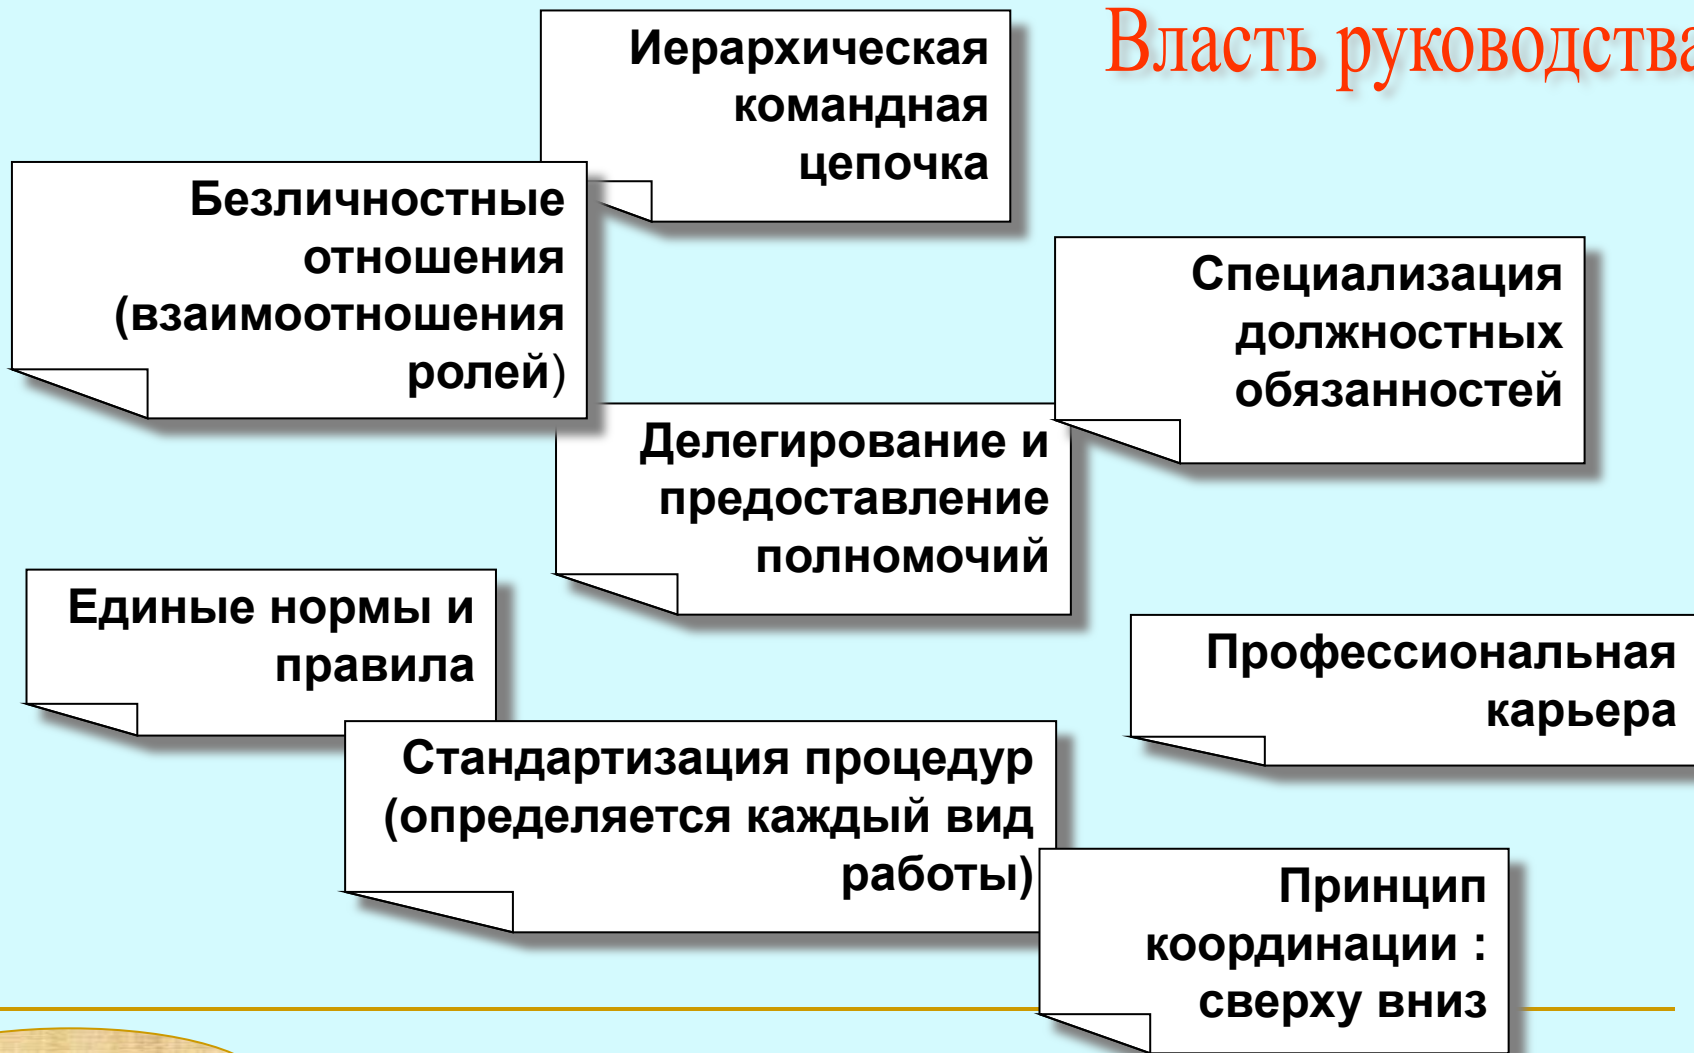 Власть руководства
Иерархическая
командная
цепочка
Безличностные
отношения
(взаимоотношения
ролей)
Специализация
должностных
обязанностей
Делегирование и
предоставление
полномочий
Единые нормы и
правила
Профессиональная
карьера
Стандартизация процедур
(определяется каждый вид
работы)
Принцип
координации :
сверху вниз